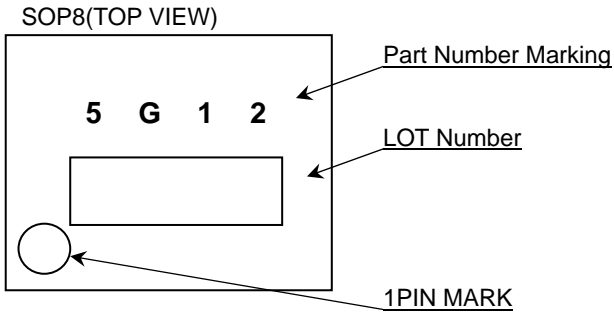 SOP8(TOP VIEW)
Part Number Marking
5 G 1 2
LOT Number
1PIN MARK